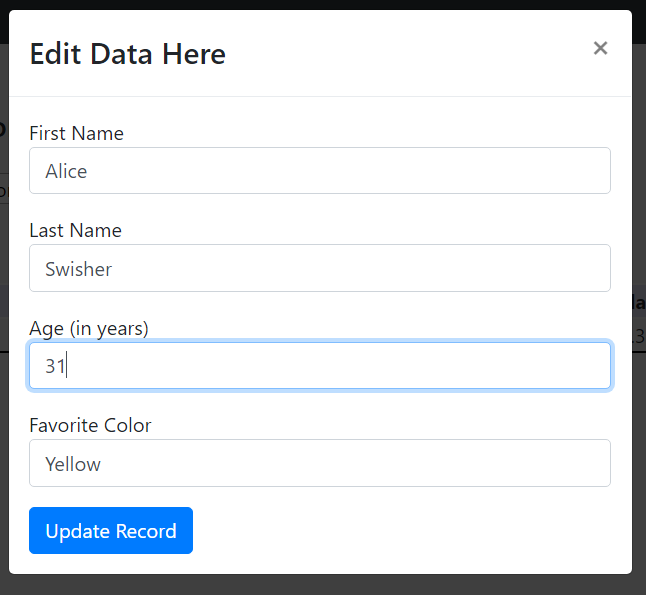 Edit Data Here
×
First Name
Alice
Last Name
Swisher
Age (in years)
31
Favorite Color
Yellow
Update Record